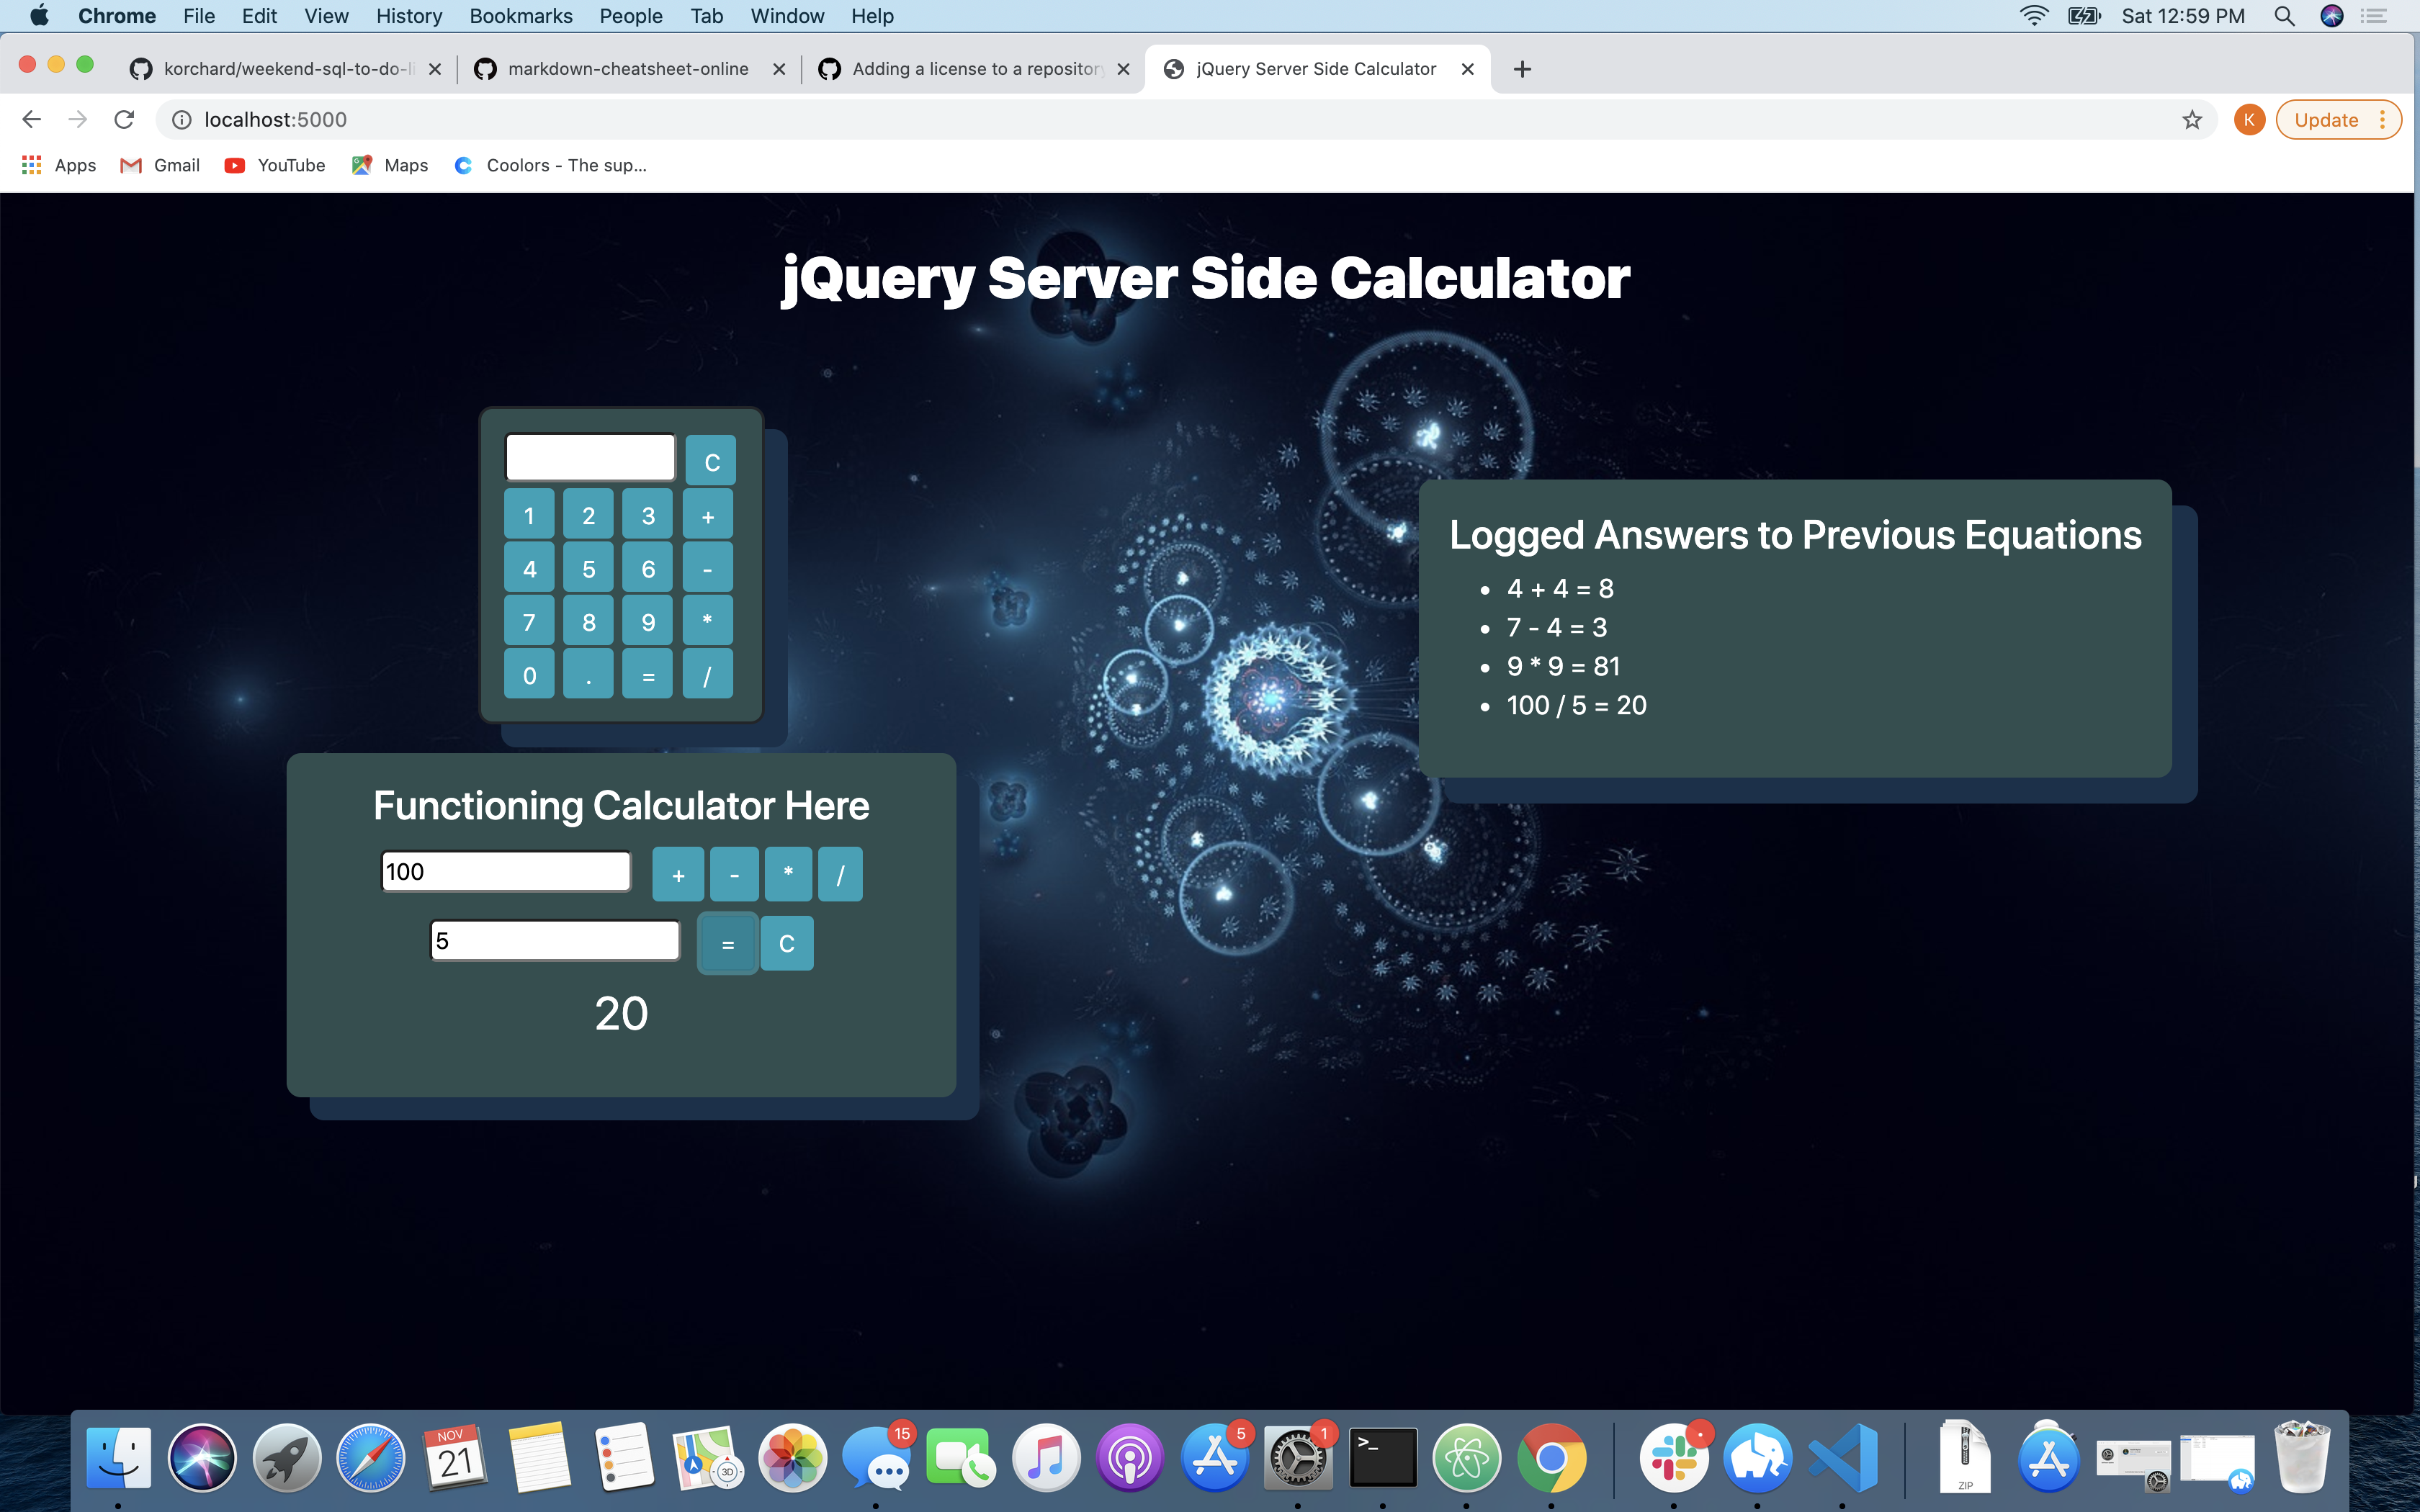 Chrome File Edit View History Bookmarks People Tab Window Help Sat 12:59 PM
korchard/weekend-sql-to-do-li markdown-cheatsheet-online Adding a license to a repository jQuery Server Side Calculator
localhost:5000 K Update
Apps Gmail YouTube Maps Coolors - The sup...
jQuery Server Side Calculator
C
1 2 3 +
4 5 6 -
7 8 9 *
0 . = /
Logged Answers to Previous Equations
4 + 4 = 8
7 - 4 = 3
9 * 9 = 81
100 / 5 = 20
Functioning Calculator Here
100 + - * /
5 = C
20
NOV
21
3D
15
5
1
>_
ZIP